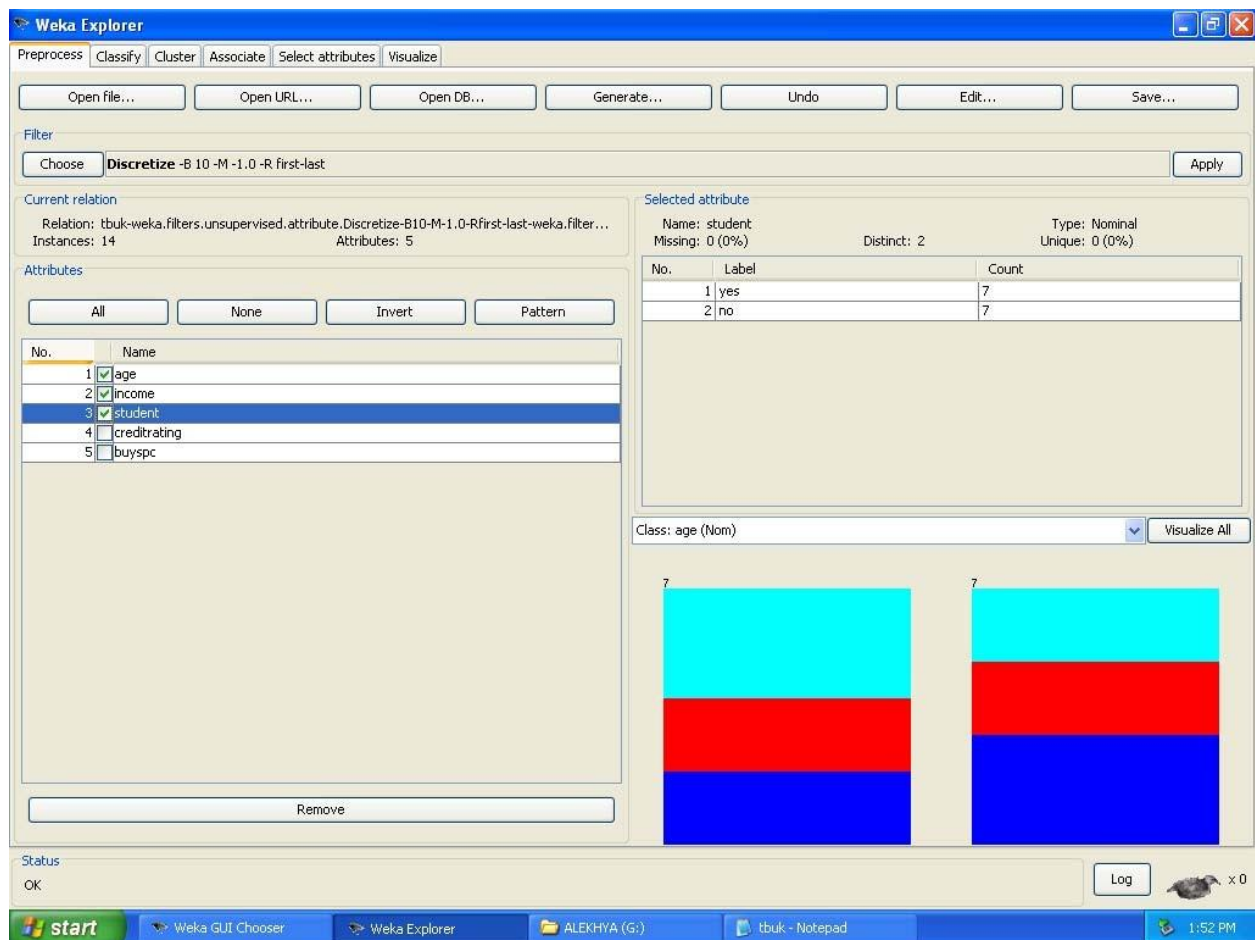 Weka Explorer
Preprocess Classify Cluster Associate Select attributes Visualize
Open file... Open URL... Open DB... Generate... Undo Edit... Save...
Filter
Choose Discretize -B 10 -M -1.0 -R first-last Apply
Current relation
Relation: tbuk-weka.filters.unsupervised.attribute.Discretize-B10-M-1.0-Rfirst-last-weka.filter...
Instances: 14 Attributes: 5
Attributes
All None Invert Pattern
No. Name
1 age
2 income
3 student
4 creditrating
5 buyspc
Remove
Selected attribute
Name: student Type: Nominal
Missing: 0 (0%) Distinct: 2 Unique: 0 (0%)
No. Label Count
1 yes 7
2 no 7
Class: age (Nom) Visualize All
7 7
Status
OK Log x 0
start Weka GUI Chooser Weka Explorer ALEKHYA (G:) tbuk - Notepad 1:52 PM